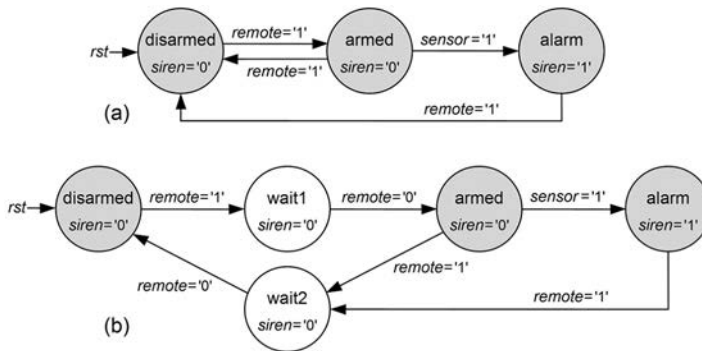 remote='1'
disarmed
armed
sensor='1'
alarm
rst
siren='0'
remote='1'
siren='0'
siren='1'
(a)
remote='1'
disarmed
remote='1'
wait1
remote='0'
armed
sensor='1'
alarm
rst
siren='0'
siren='0'
siren='0'
siren='1'
remote='0'
wait2
remote='1'
remote='1'
siren='0'
(b)